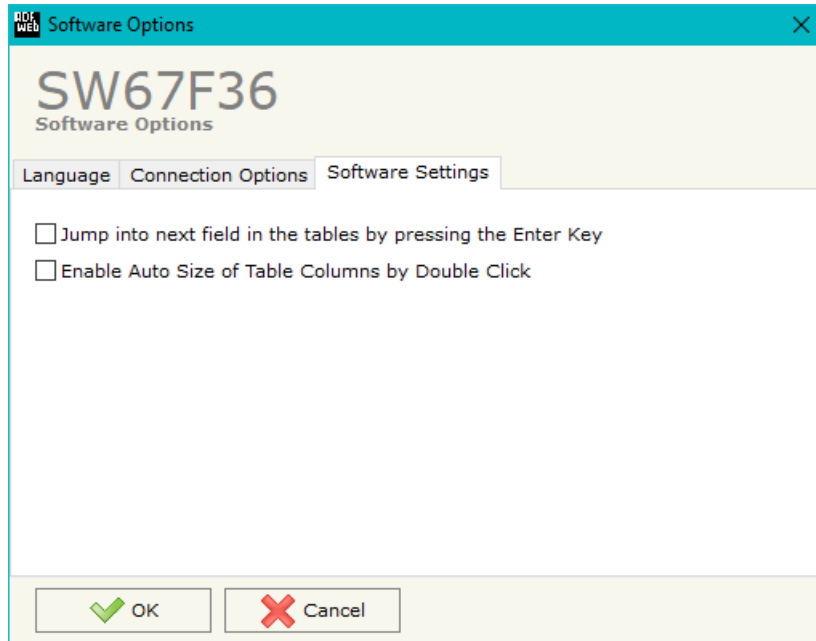 ADF
WEB
Software Options
SW67F36
Software Options
Language Connection Options Software Settings
Jump into next field in the tables by pressing the Enter Key
Enable Auto Size of Table Columns by Double Click
OK Cancel